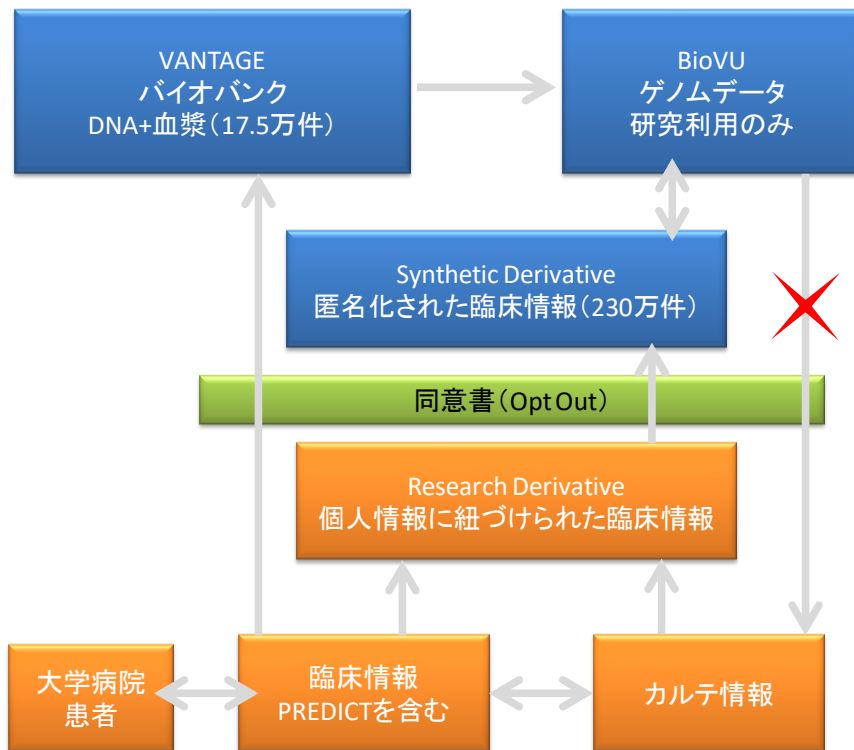 VANTAGE
バイオバンク
DNA+血漿(17.5万件)
BioVU
ゲノムデータ
研究利用のみ
Synthetic Derivative
匿名化された臨床情報(230万件)
同意書(Opt Out)
Research Derivative
個人情報に紐づけられた臨床情報
大学病院
患者
臨床情報
PREDICTを含む
カルテ情報